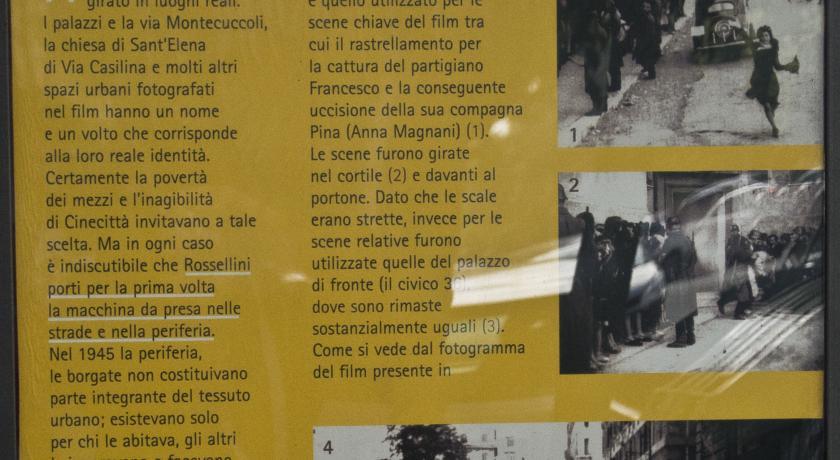 girato in luoghi reali.
I palazzi e la via Montecuccoli,
la chiesa di Sant'Elena
di Via Casilina e molti altri
spazi urbani fotografati
nel film hanno un nome
e un volto che corrisponde
alla loro reale identità.
Certamente la povertà
dei mezzi e l'inagibilità
di Cinecittà invitavano a tale
scelta. Ma in ogni caso
è indiscutibile che Rossellini
porti per la prima volta
la macchina da presa nelle
strade e nella periferia.
Nel 1945 la periferia,
le borgate non costituivano
parte integrante del tessuto
urbano; esistevano solo
per chi le abitava, gli altri
è quello utilizzato per le
scene chiave del film tra
cui il rastrellamento per
la cattura del partigiano
Francesco e la conseguente
uccisione della sua compagna
Pina (Anna Magnani) (1).
Le scene furono girate
nel cortile (2) e davanti al
portone. Dato che le scale
erano strette, invece per le
scene relative furono
utilizzate quelle del palazzo
di fronte (il civico
dove sono rimaste
sostanzialmente uguali (3).
Come si vede dal fotogramma
del film presente in
1
2
4